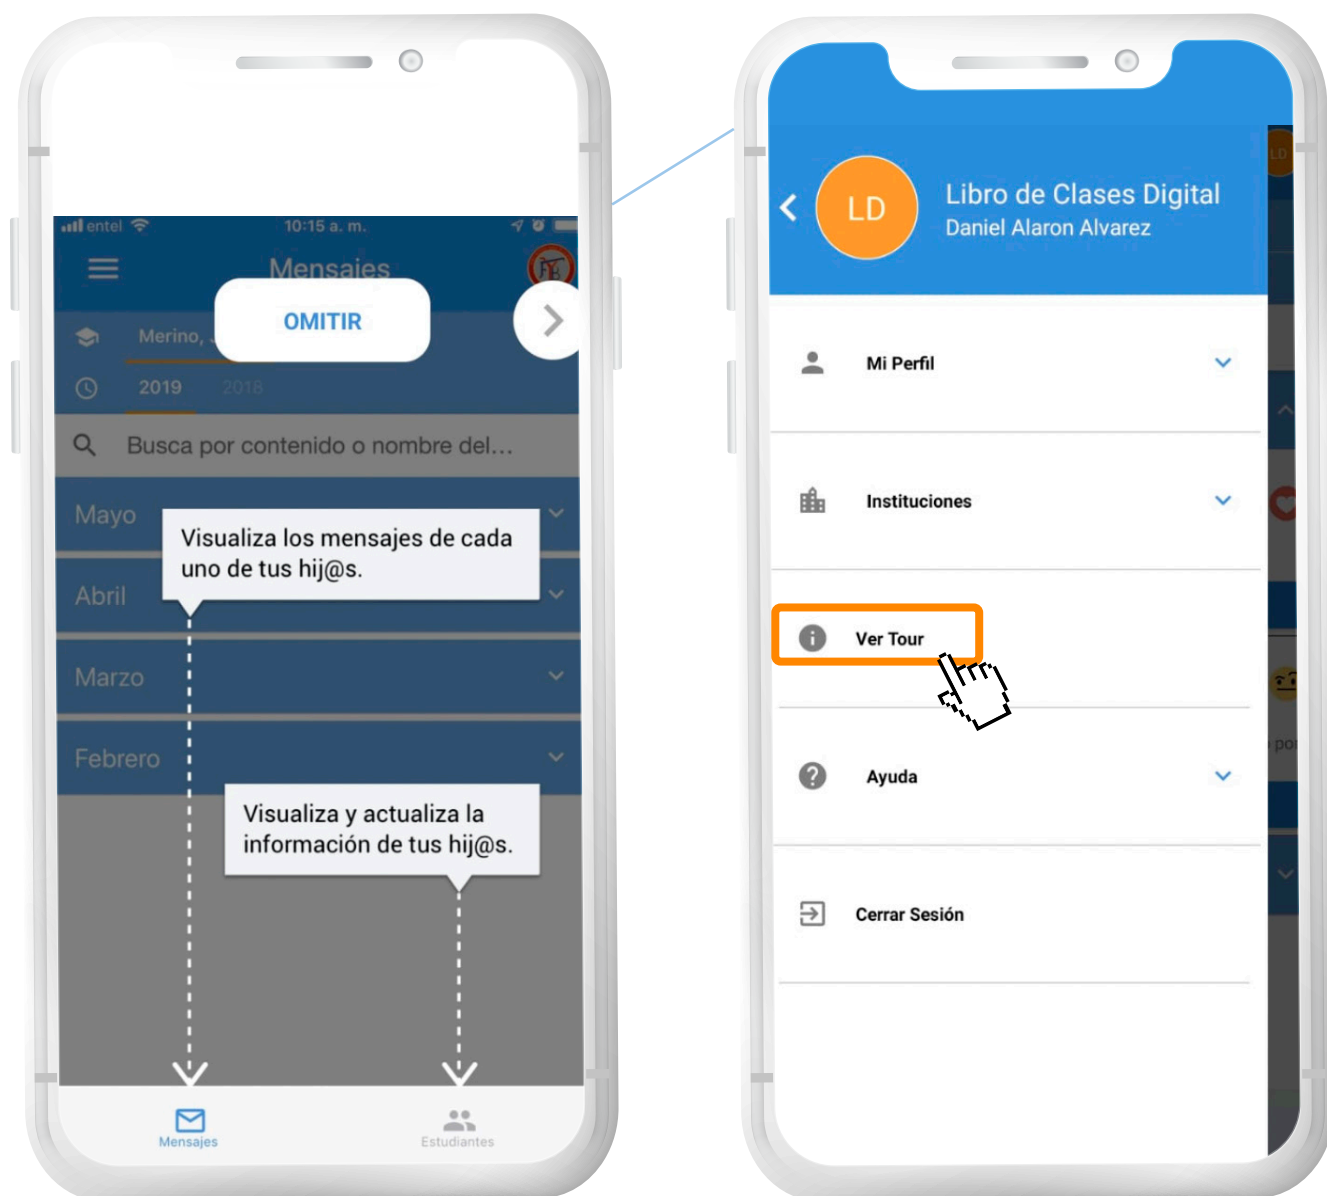 entel
10:15 a. m.
Mensajes
OMITIR
Merino,
2019 2018
Busca por contenido o nombre del...
Mayo
Visualiza los mensajes de cada
uno de tus hij@s.
Abril
Marzo
Febrero
Visualiza y actualiza la
información de tus hij@s.
Mensajes
Estudiantes
LD
Libro de Clases Digital
Daniel Alaron Alvarez
LD
Mi Perfil
Instituciones
Ver Tour
Ayuda
Cerrar Sesión
por